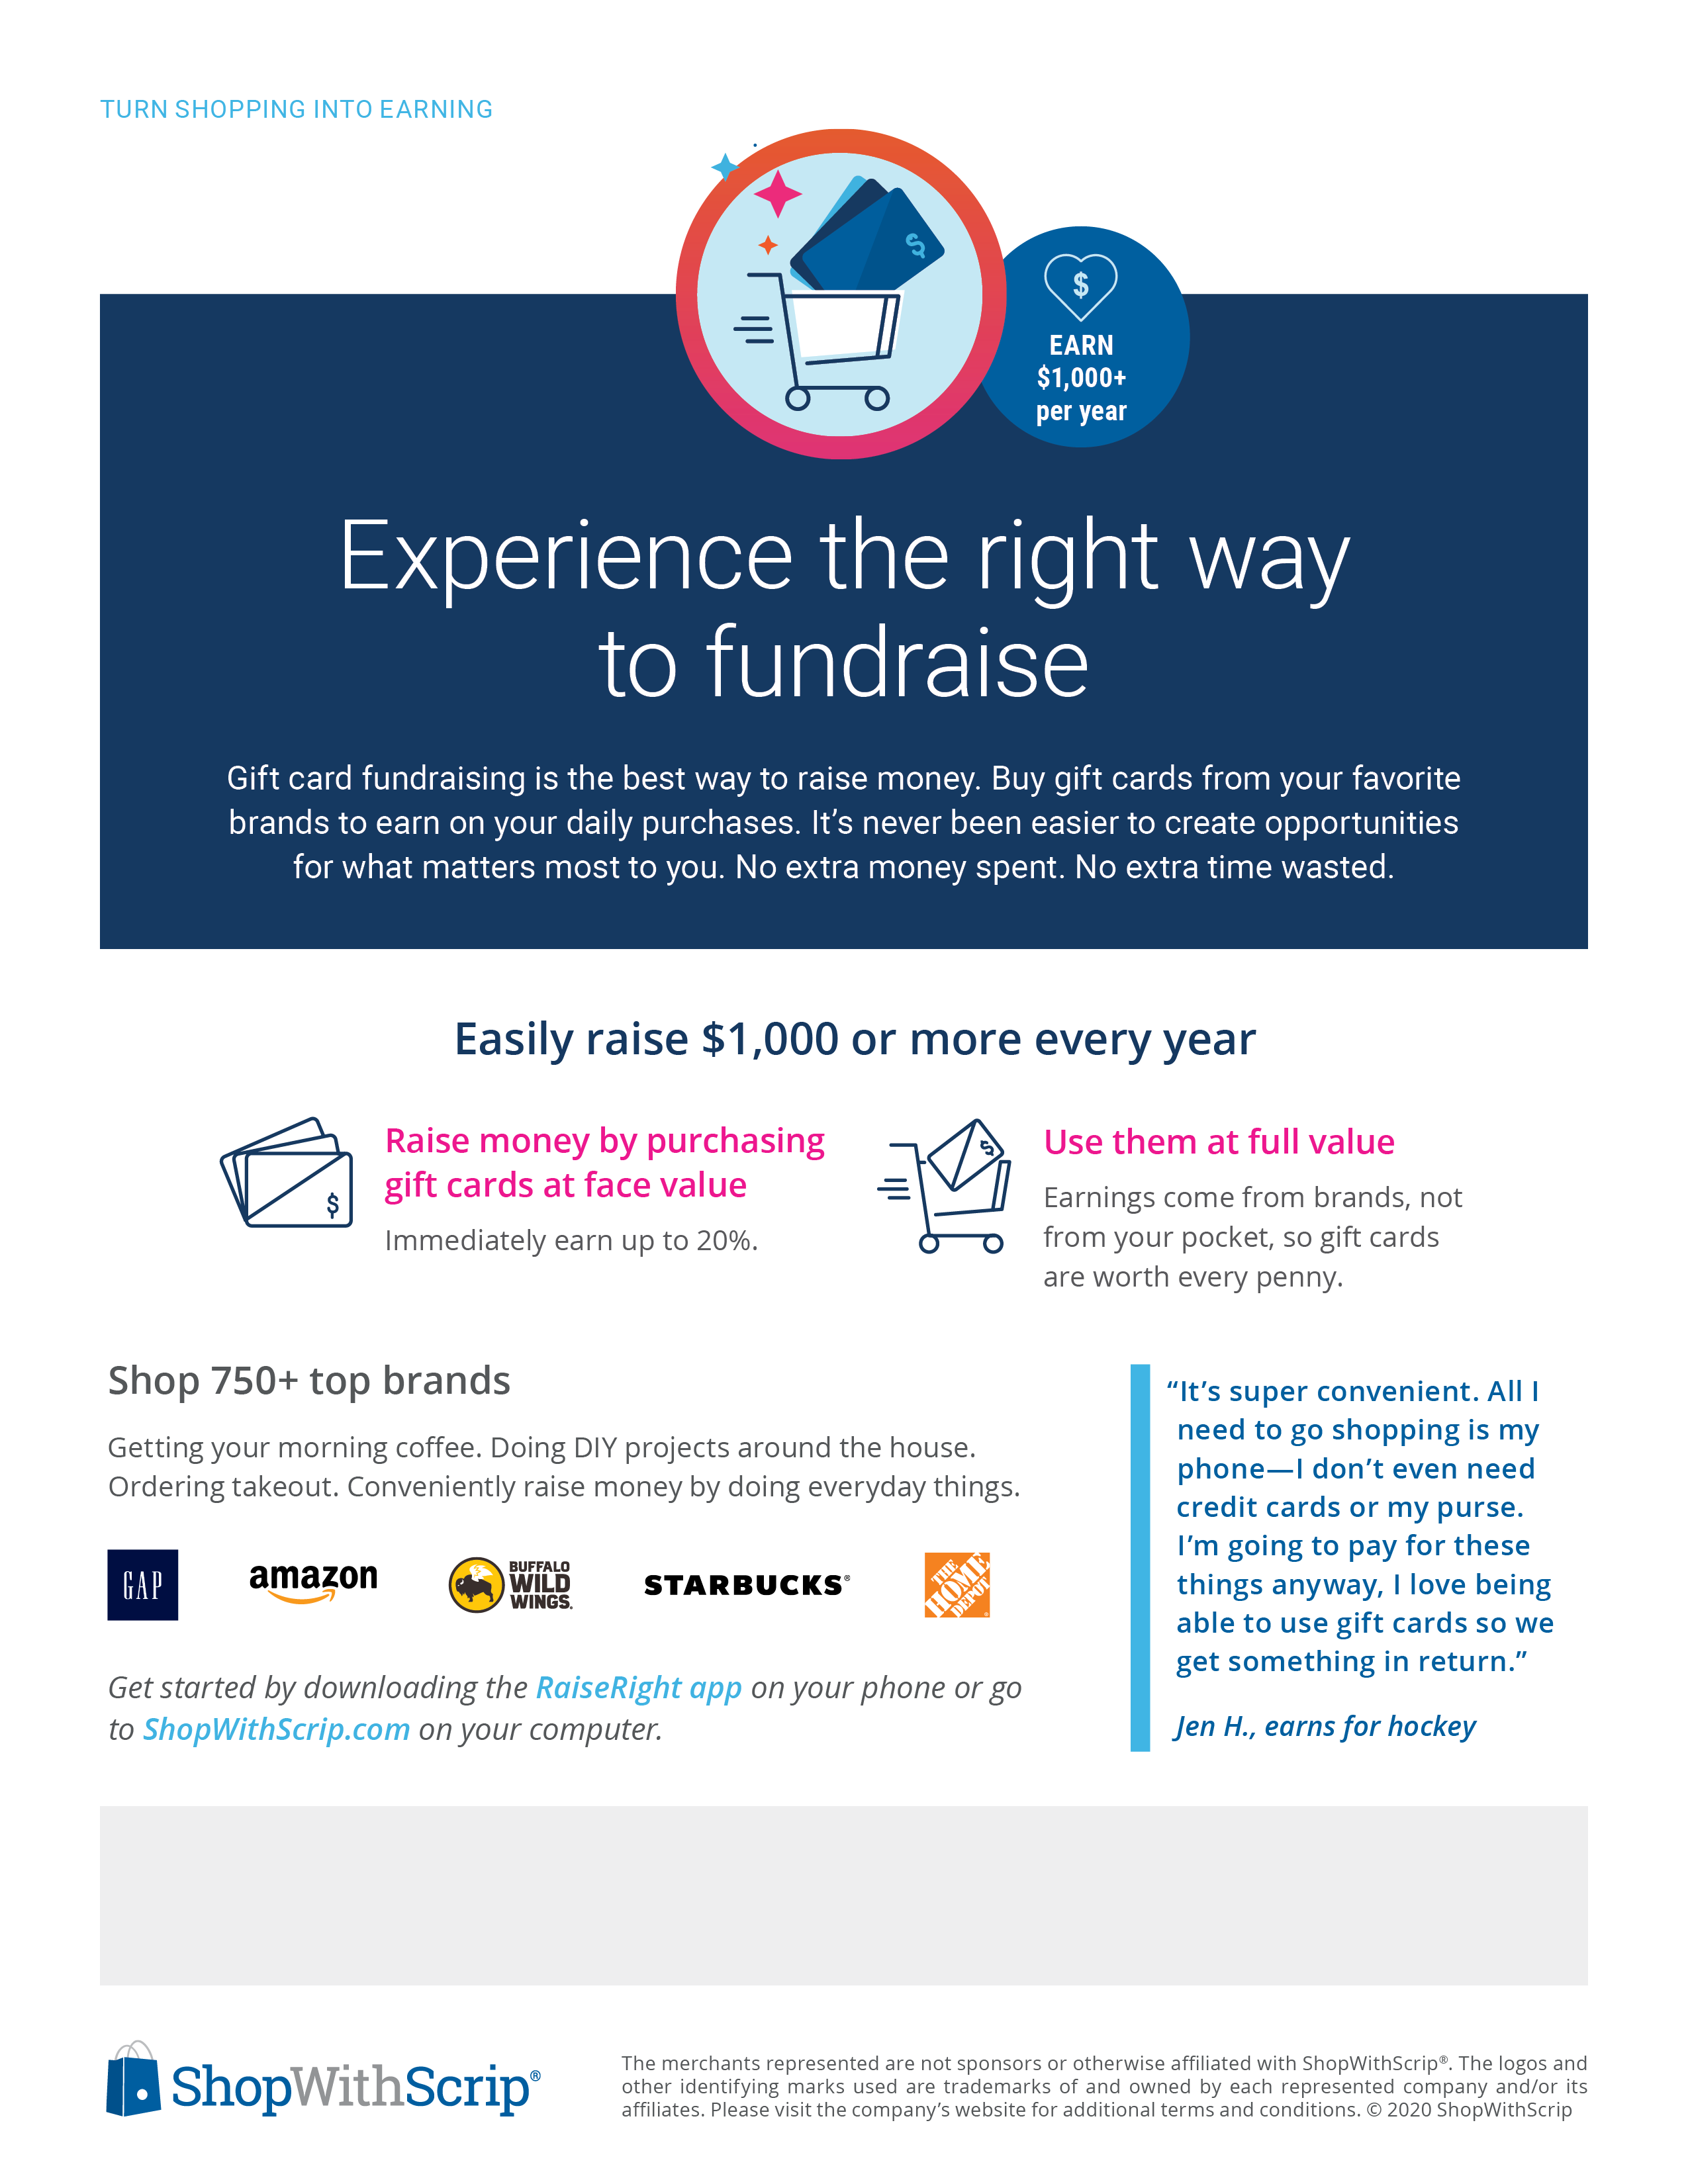 TURN SHOPPING INTO EARNING
$
$
EARN
$1,000+
per year
Experience the right way
to fundraise
Gift card fundraising is the best way to raise money. Buy gift cards from your favorite
brands to earn on your daily purchases. It’s never been easier to create opportunities
for what matters most to you. No extra money spent. No extra time wasted.
Easily raise $1,000 or more every year
$
Raise money by purchasing
gift cards at face value
Immediately earn up to 20%.
$
Use them at full value
Earnings come from brands, not
from your pocket, so gift cards
are worth every penny.
Shop 750+ top brands
Getting your morning coffee. Doing DIY projects around the house.
Ordering takeout. Conveniently raise money by doing everyday things.
GAP
amazon
BUFFALO
WILD
WINGS.
STARBUCKS®
THE
HOME
DEPOT
Get started by downloading the RaiseRight app on your phone or go
to ShopWithScrip.com on your computer.
“It’s super convenient. All I
need to go shopping is my
phone—I don’t even need
credit cards or my purse.
I’m going to pay for these
things anyway, I love being
able to use gift cards so we
get something in return.”
Jen H., earns for hockey
ShopWithScrip®
The merchants represented are not sponsors or otherwise affiliated with ShopWithScrip®. The logos and
other identifying marks used are trademarks of and owned by each represented company and/or its
affiliates. Please visit the company’s website for additional terms and conditions. © 2020 ShopWithScrip